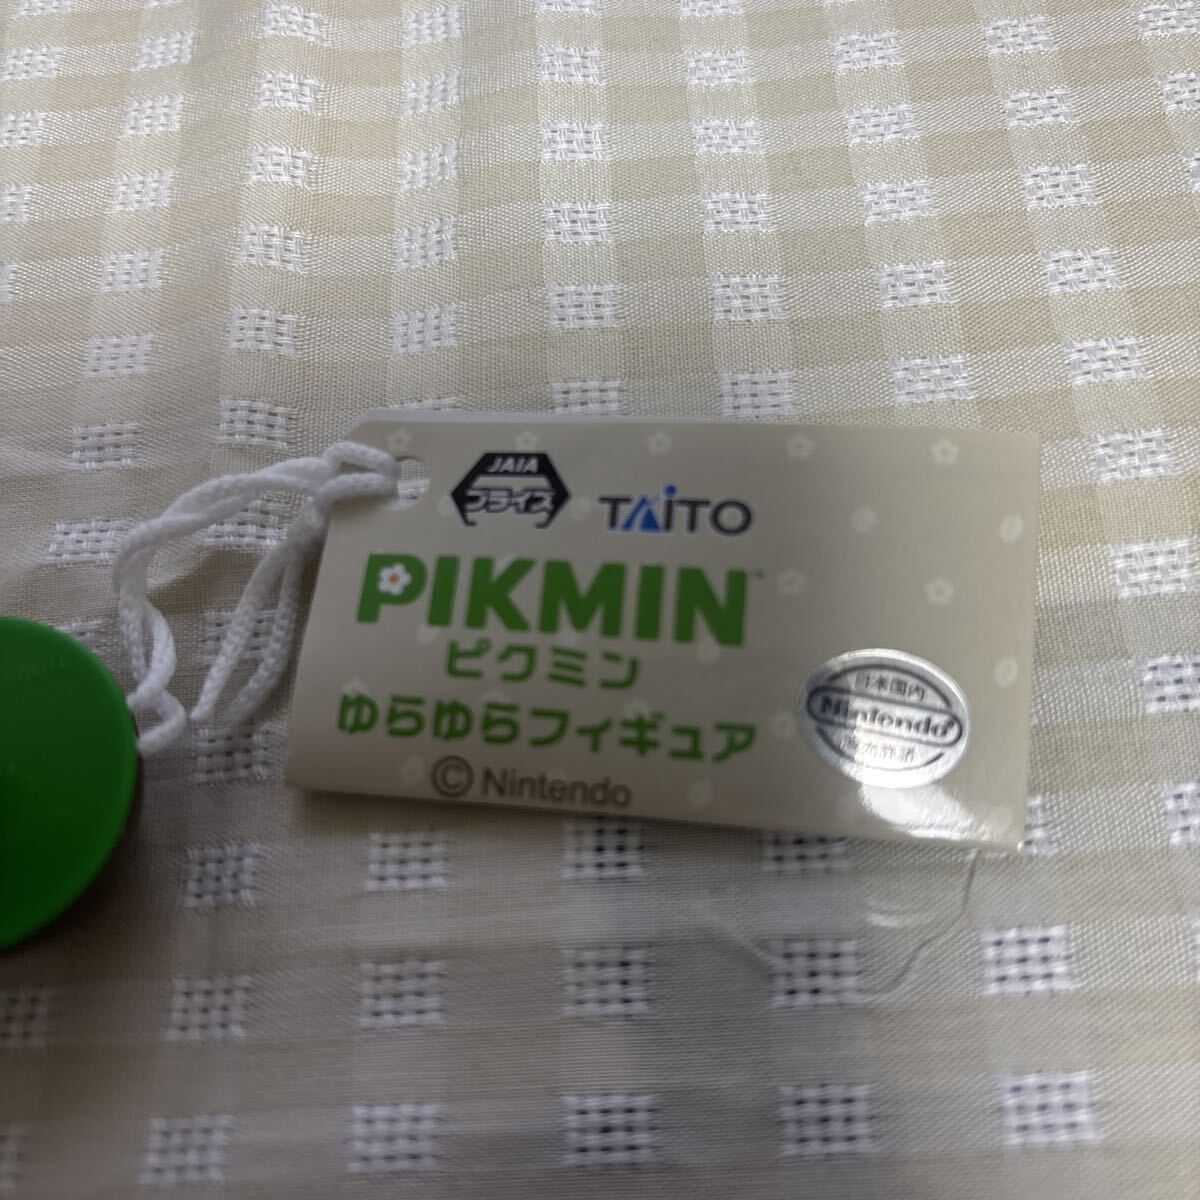 JAIA
プライズ
TAITO
PIKMIN™
ピクミン
ゆらゆらフィギュア
© Nintendo
日本国内
Nintendo®
販売許諾